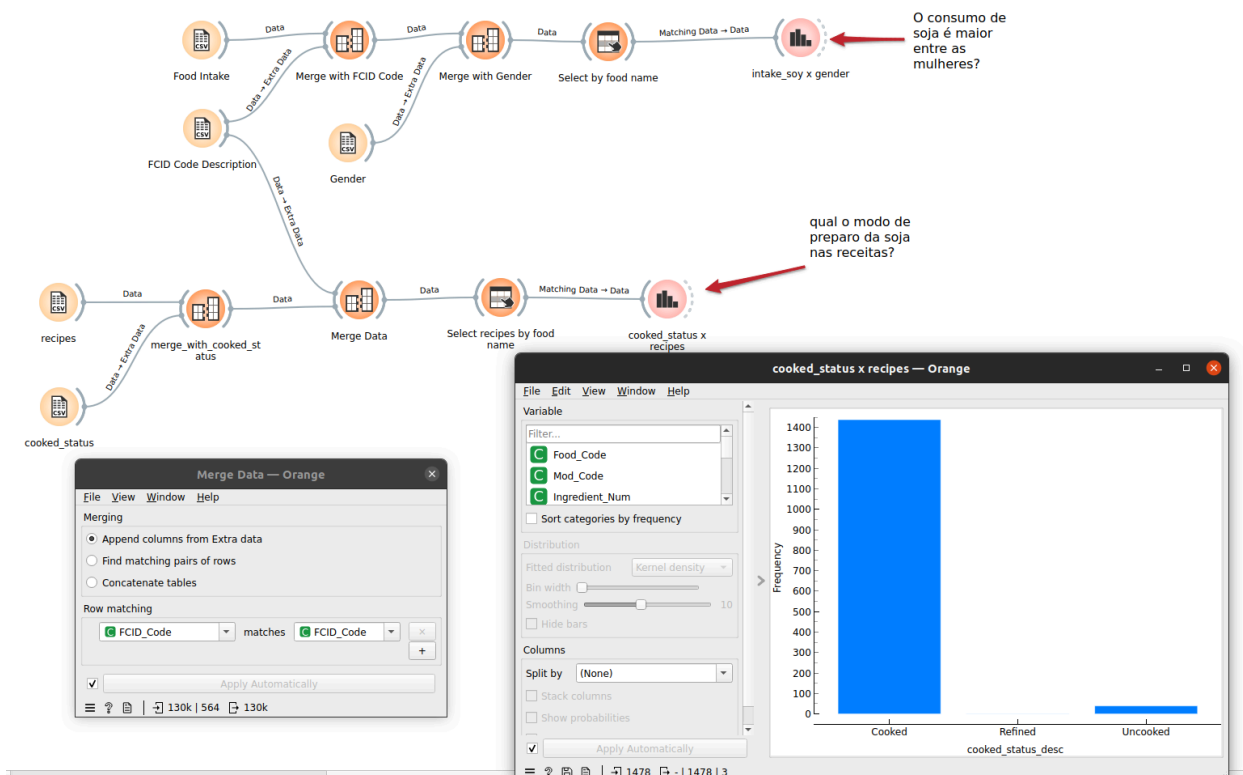 O consumo de
soja é maior
entre as
mulheres?
Data
Data
Data
Matching Data → Data
Food Intake
Merge with FCID Code
Merge with Gender
Select by food name
intake_soy x gender
Data → Extra Data
Data → Extra Data
FCID Code Description
Gender
Data → Extra Data
qual o modo de
preparo da soja
nas receitas?
Data
Data
Data
Matching Data → Data
recipes
merge_with_cooked_st
atus
Merge Data
Select recipes by food
name
cooked_status x
recipes
Data → Extra Data
cooked_status
Merge Data — Orange
File View Window Help
Merging
Append columns from Extra data
Find matching pairs of rows
Concatenate tables
Row matching
C FCID_Code matches C FCID_Code
Apply Automatically
130k | 564 130k
cooked_status x recipes — Orange
File Edit View Window Help
Variable
Filter...
C Food_Code
C Mod_Code
C Ingredient_Num
Sort categories by frequency
Distribution
Fitted distribution Kernel density
Bin width
Smoothing 10
Hide bars
Columns
Split by (None)
Stack columns
Show probabilities
Apply Automatically
1478 - | 1478 | 3
Frequency
1400
1300
1200
1100
1000
900
800
700
600
500
400
300
200
100
0
Cooked Refined Uncooked
cooked_status_desc